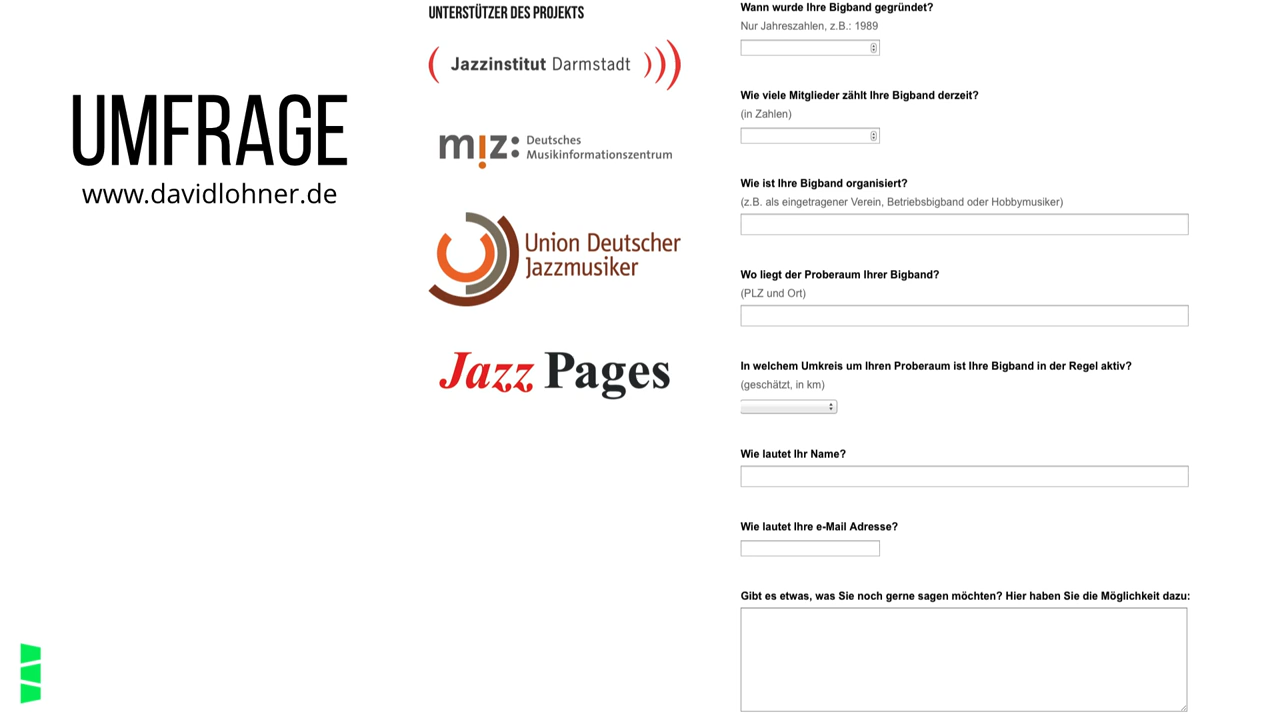 UMFRAGE
www.davidlohner.de
UNTERSTÜTZER DES PROJEKTS
Jazzinstitut Darmstadt
miz: Deutsches
Musikinformationszentrum
Union Deutscher
Jazzmusiker
Jazz Pages
Wann wurde Ihre Bigband gegründet?
Nur Jahreszahlen, z.B.: 1989
Wie viele Mitglieder zählt Ihre Bigband derzeit?
(in Zahlen)
Wie ist Ihre Bigband organisiert?
(z.B. als eingetragener Verein, Betriebsbigband oder Hobbymusiker)
Wo liegt der Proberaum Ihrer Bigband?
(PLZ und Ort)
In welchem Umkreis um Ihren Proberaum ist Ihre Bigband in der Regel aktiv?
(geschätzt, in km)
Wie lautet Ihr Name?
Wie lautet Ihre e-Mail Adresse?
Gibt es etwas, was Sie noch gerne sagen möchten? Hier haben Sie die Möglichkeit dazu: